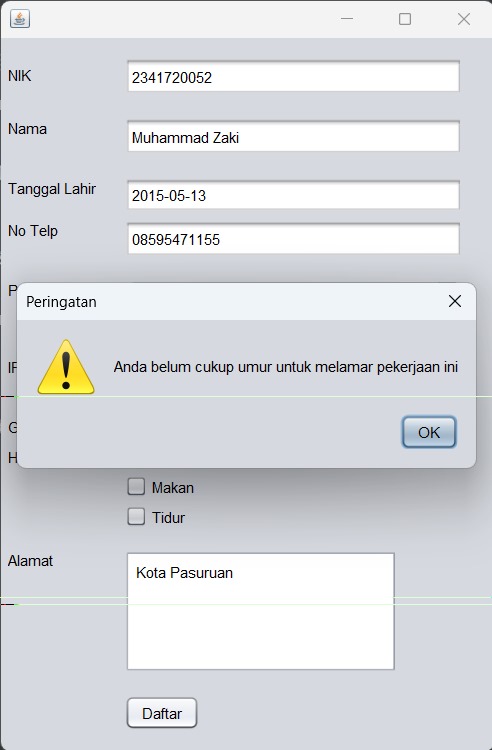 NIK
2341720052
Nama
Muhammad Zaki
Tanggal Lahir
2015-05-13
No Telp
08595471155
Peringatan
Anda belum cukup umur untuk melamar pekerjaan ini
OK
Makan
Tidur
Alamat
Kota Pasuruan
Daftar